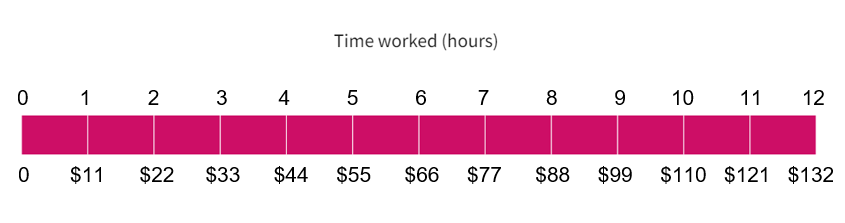 Time worked (hours)
0 1 2 3 4 5 6 7 8 9 10 11 12
0 $11 $22 $33 $44 $55 $66 $77 $88 $99 $110 $121 $132